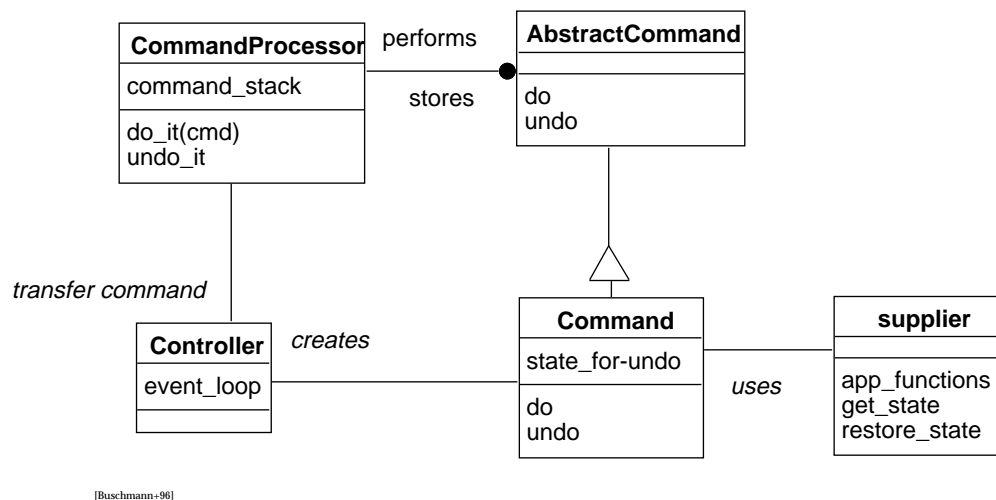 CommandProcessor
command_stack
do_it(cmd)
undo_it
performs
stores
AbstractCommand
do
undo
transfer command
Controller
event_loop
creates
Command
state_for-undo
do
undo
uses
supplier
app_functions
get_state
restore_state
[Buschmann+96]